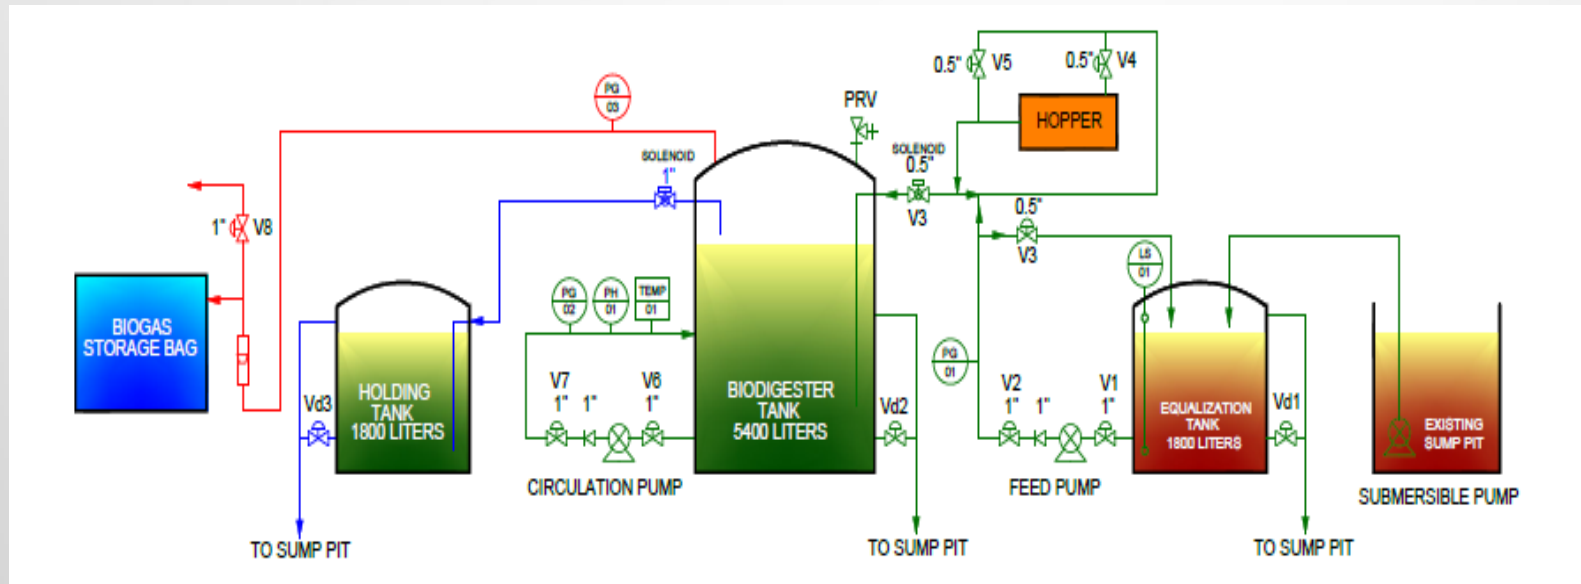 0.5" V5
0.5" V4
PG
03
PRV
HOPPER
SOLENOID
0.5"
SOLENOID
1"
V3
1" V8
0.5"
V3
LS
01
PG
02
PH
01
TEMP
01
BIOGAS
STORAGE BAG
PG
01
HOLDING
TANK
1800 LITERS
Vd3
V7
1"
1"
V6
1"
BIODIGESTER
TANK
5400 LITERS
Vd2
V2
1"
1"
V1
1"
EQUALIZATION
TANK
1800 LITERS
Vd1
EXISTING
SUMP PIT
CIRCULATION PUMP
FEED PUMP
SUBMERSIBLE PUMP
TO SUMP PIT
TO SUMP PIT
TO SUMP PIT